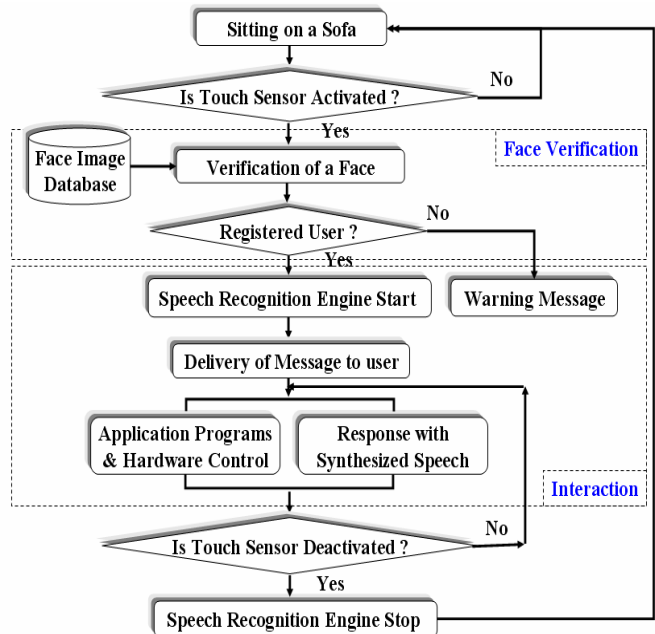 Sitting on a Sofa
No
Is Touch Sensor Activated ?
Yes
Face Image
Database
Verification of a Face
Face Verification
No
Registered User ?
Yes
Speech Recognition Engine Start
Warning Message
Delivery of Message to user
Application Programs
& Hardware Control
Response with
Synthesized Speech
Interaction
No
Is Touch Sensor Deactivated ?
Yes
Speech Recognition Engine Stop